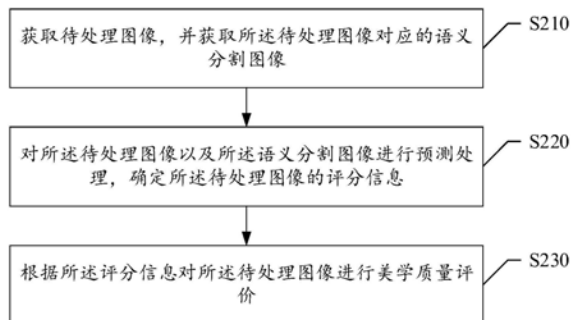 获取待处理图像，并获取所述待处理图像对应的语义
分割图像
S210
对所述待处理图像以及所述语义分割图像进行预测处
理，确定所述待处理图像的评分信息
S220
根据所述评分信息对所述待处理图像进行美学质量评
价
S230